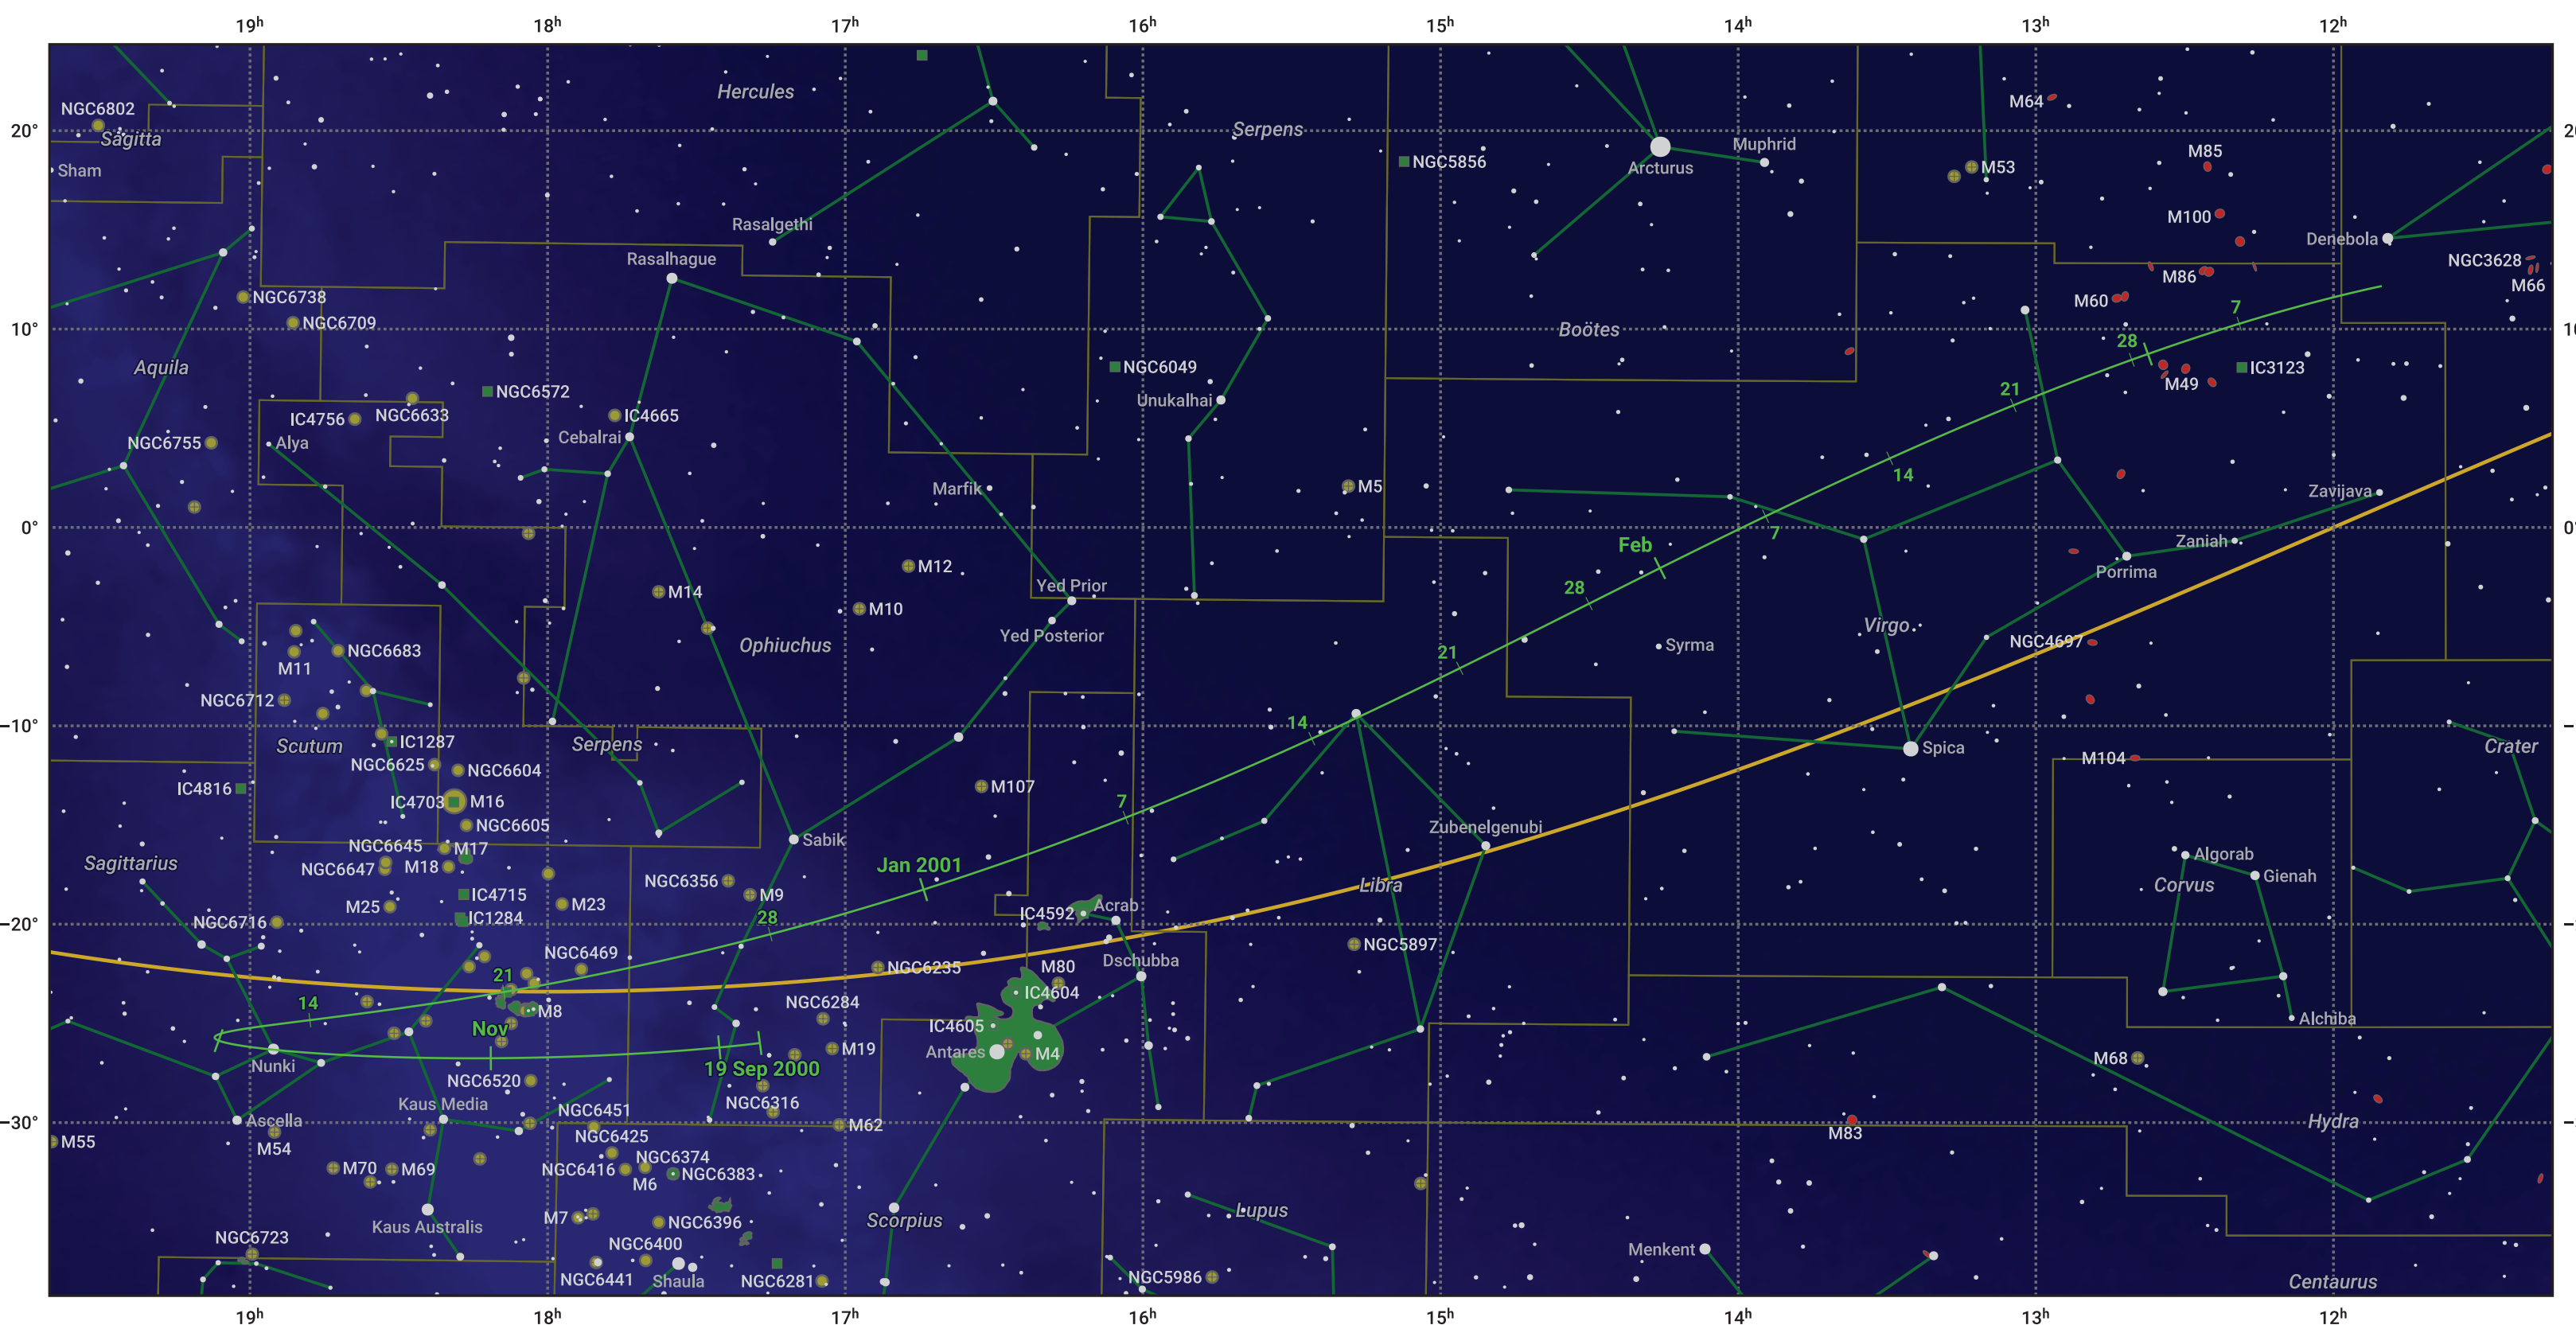 19h 18h 17h 16h 15h 14h 13h 12h
Hercules
M64
NGC6802
20°
Sagitta
Serpens
2
Muphrid
M85
Sham
NGC5856
Arcturus
M53
M100
Rasalgethi
Denebola
Rasalhague
NGC3628
M86
M66
NGC6738
M60
7
NGC6709
10°
Boötes
1
28
Aquila
NGC6049
IC3123
M49
21
NGC6572
Unukalhai
IC4756
NGC6633
IC4665
Cebalrai
NGC6755
Alya
14
Marfik
M5
Zavijava
0°
0°
7
Feb
Zaniah
M12
Porrima
28
Yed Prior
M14
M10
Virgo
Yed Posterior
Ophiuchus
NGC4697
Syrma
NGC6683
21
M11
NGC6712
14
−10°
−
Scutum
IC1287
Serpens
Spica
Crater
M104
NGC6625
NGC6604
IC4816
M107
IC4703
M16
7
NGC6605
Zubenelgenubi
NGC6645
M17
Sabik
Algorab
Sagittarius
Jan 2001
NGC6647
M18
Gienah
NGC6356
Libra
Corvus
IC4715
M9
M25
M23
Acrab
IC4592
NGC6716
IC1284
28
−20°
−
NGC5897
NGC6469
Dschubba
NGC6235
M80
21
IC4604
14
NGC6284
M8
Alchiba
Nov
IC4605
M19
Antares
M4
M68
Nunki
19 Sep 2000
NGC6520
NGC6316
Kaus Media
NGC6451
Ascella
M62
−30°
−
Hydra
M83
NGC6425
M55
M54
NGC6374
M70
M69
NGC6416
NGC6383
M6
Lupus
M7
NGC6396
Scorpius
Kaus Australis
NGC6723
NGC6400
Menkent
NGC6441
Shaula
NGC6281
NGC5986
Centaurus
19h 18h 17h 16h 15h 14h 13h 12h